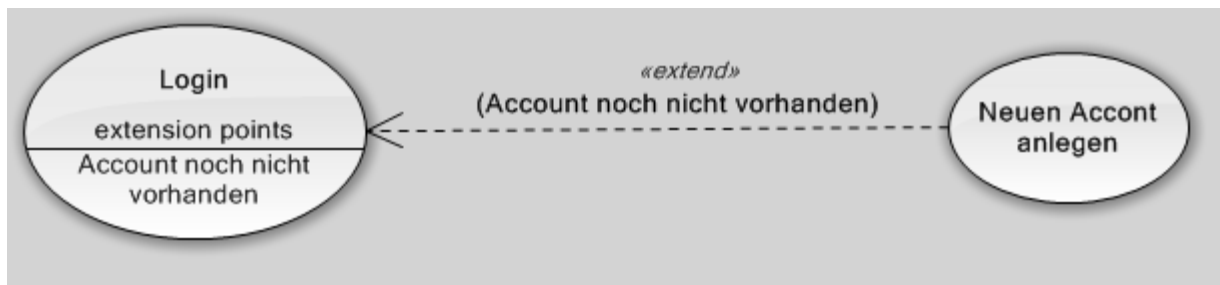 Login
extension points
Account noch nicht
vorhanden
«extend»
(Account noch nicht vorhanden)
Neuen Accont
anlegen